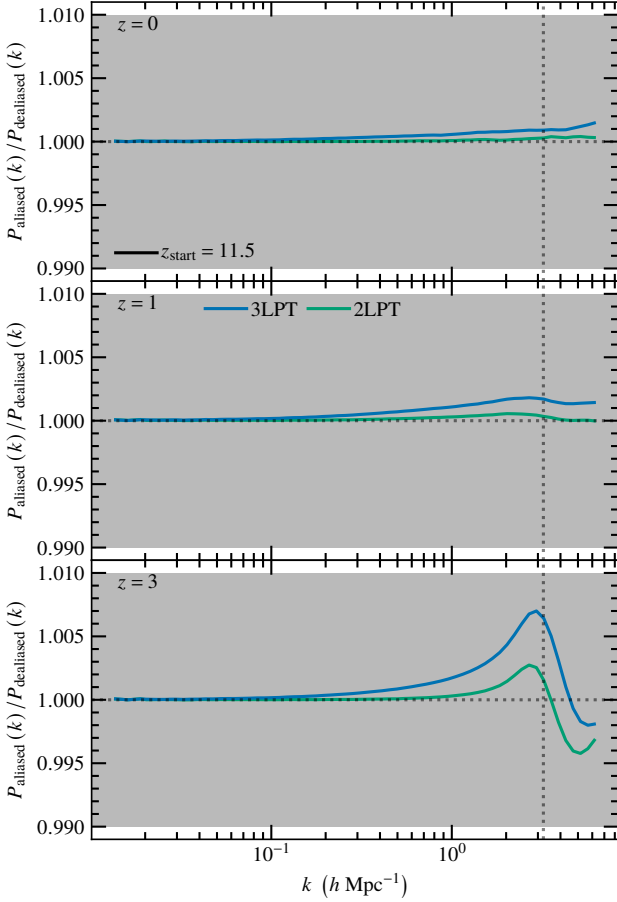 1.010
z = 0
1.005
1.000
0.995
z_start = 11.5
0.990
P_aliased(k)/P_dealiased(k)
1.010
z = 1
3LPT 2LPT
1.005
1.000
0.995
0.990
P_aliased(k)/P_dealiased(k)
1.010
z = 3
1.005
1.000
0.995
0.990
P_aliased(k)/P_dealiased(k)
10⁻¹ 10⁰
k (h Mpc⁻¹)